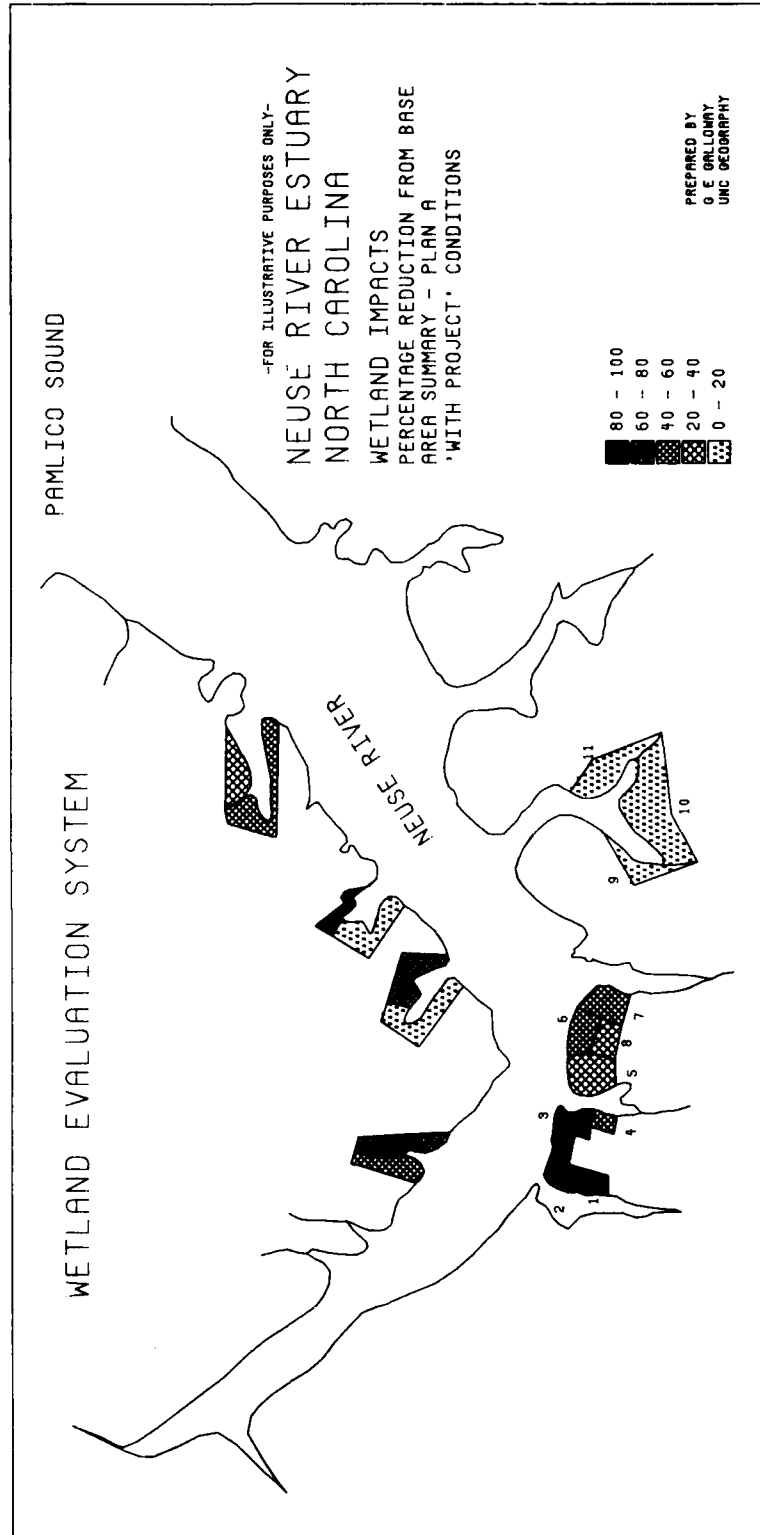 WETLAND EVALUATION SYSTEM
PAMLICO SOUND
NEUSE RIVER
-FOR ILLUSTRATIVE PURPOSES ONLY-
NEUSE RIVER ESTUARY
NORTH CAROLINA
WETLAND IMPACTS
PERCENTAGE REDUCTION FROM BASE
AREA SUMMARY - PLAN A
'WITH PROJECT' CONDITIONS
2
1
3
4
5
6
8
7
9
10
11
80 - 100
60 - 80
40 - 60
20 - 40
0 - 20
PREPARED BY
G E GALLOWAY
UNC GEOGRAPHY